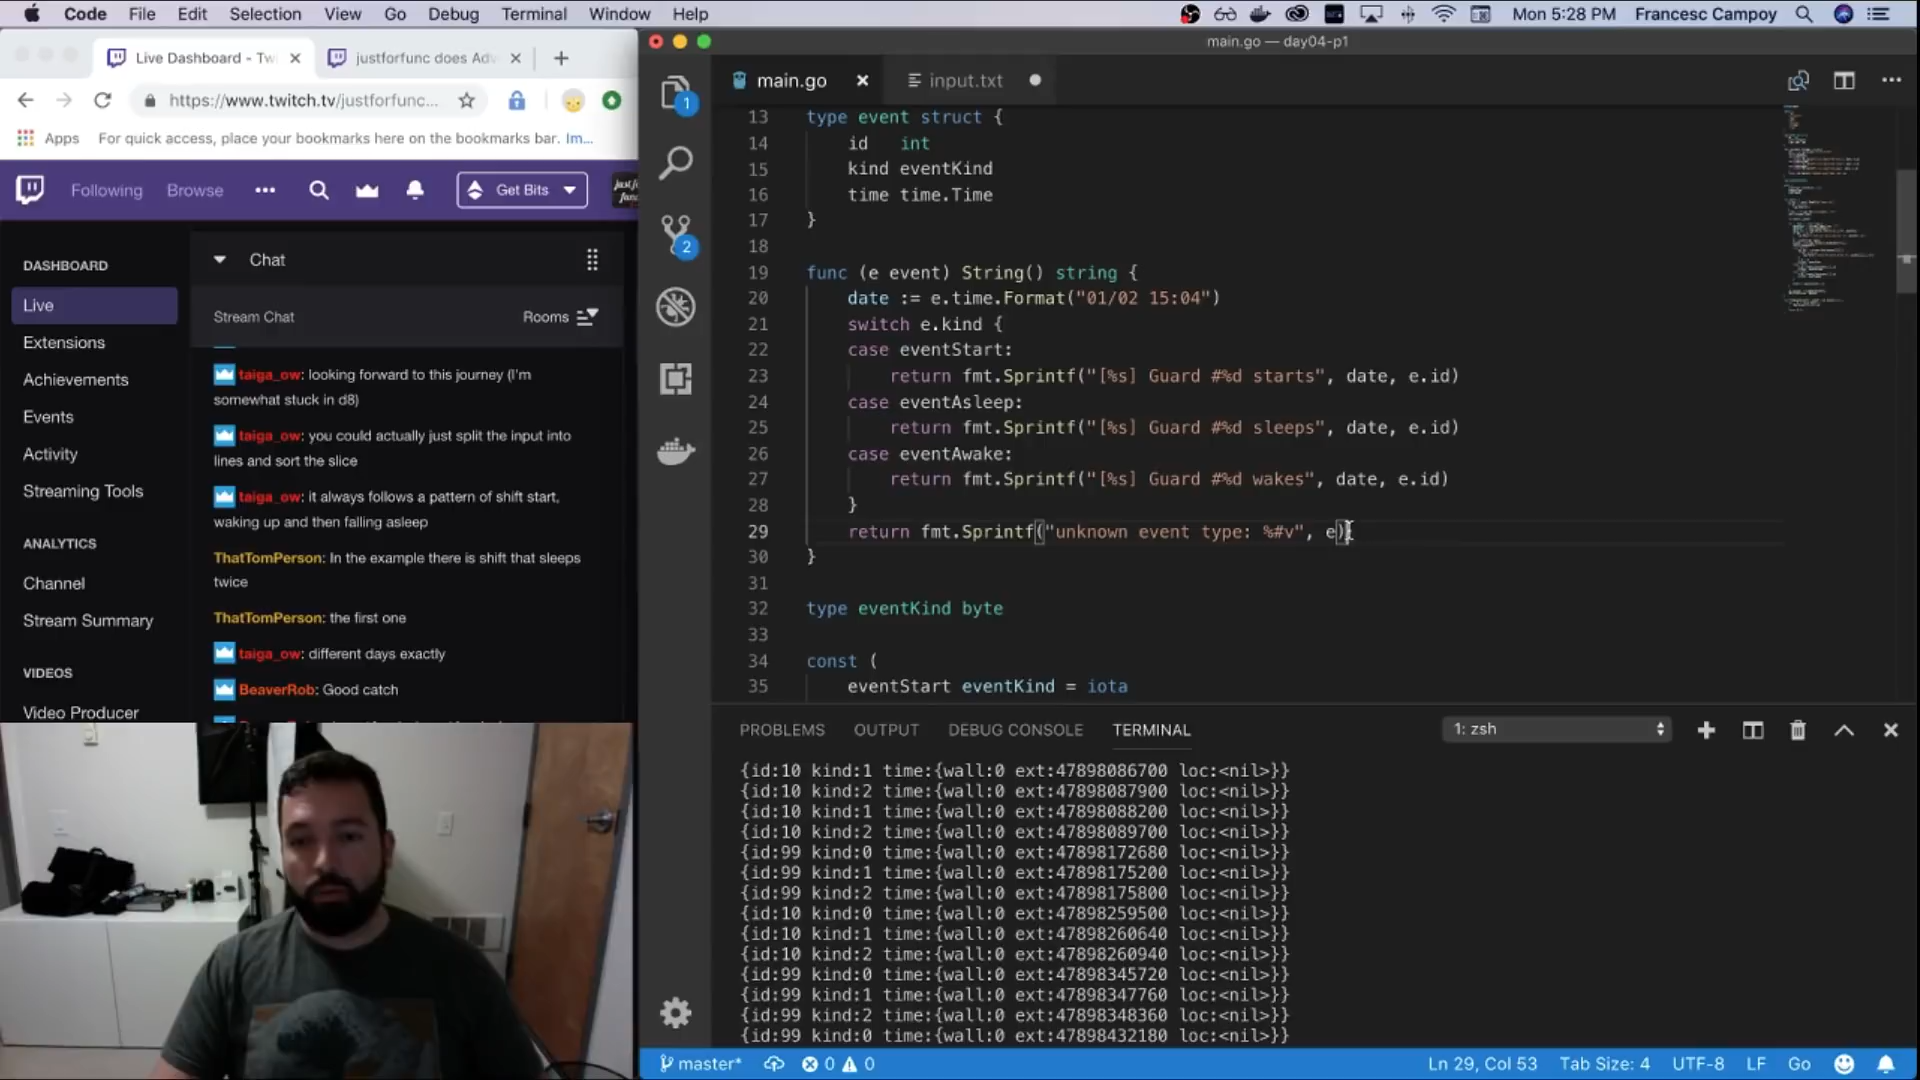 Code File Edit Selection View Go Debug Terminal Window Help
Mon 5:28 PM Francesc Campoy
Live Dashboard - Twi
justforfunc does Adv
https://www.twitch.tv/justforfunc...
Apps For quick access, place your bookmarks here on the bookmarks bar. Im...
Following Browse Get Bits
DASHBOARD
Live
Extensions
Achievements
Events
Activity
Streaming Tools
ANALYTICS
Channel
Stream Summary
VIDEOS
Video Producer
Chat
Stream Chat Rooms
taiga_ow: looking forward to this journey (I'm
somewhat stuck in d8)
taiga_ow: you could actually just split the input into
lines and sort the slice
taiga_ow: it always follows a pattern of shift start,
waking up and then falling asleep
ThatTomPerson: In the example there is shift that sleeps
twice
ThatTomPerson: the first one
taiga_ow: different days exactly
BeaverRob: Good catch
main.go — day04-p1
main.go
input.txt
1
2
13 type event struct {
14 id int
15 kind eventKind
16 time time.Time
17 }
18
19 func (e event) String() string {
20 date := e.time.Format("01/02 15:04")
21 switch e.kind {
22 case eventStart:
23 return fmt.Sprintf("[%s] Guard #%d starts", date, e.id)
24 case eventAsleep:
25 return fmt.Sprintf("[%s] Guard #%d sleeps", date, e.id)
26 case eventAwake:
27 return fmt.Sprintf("[%s] Guard #%d wakes", date, e.id)
28 }
29 return fmt.Sprintf("unknown event type: %#v", e)
30 }
31
32 type eventKind byte
33
34 const (
35 eventStart eventKind = iota
PROBLEMS OUTPUT DEBUG CONSOLE TERMINAL 1: zsh
{id:10 kind:1 time:{wall:0 ext:47898086700 loc:<nil>}}
{id:10 kind:2 time:{wall:0 ext:47898087900 loc:<nil>}}
{id:10 kind:1 time:{wall:0 ext:47898088200 loc:<nil>}}
{id:10 kind:2 time:{wall:0 ext:47898089700 loc:<nil>}}
{id:99 kind:0 time:{wall:0 ext:47898172680 loc:<nil>}}
{id:99 kind:1 time:{wall:0 ext:47898175200 loc:<nil>}}
{id:99 kind:2 time:{wall:0 ext:47898175800 loc:<nil>}}
{id:10 kind:0 time:{wall:0 ext:47898259500 loc:<nil>}}
{id:10 kind:1 time:{wall:0 ext:47898260640 loc:<nil>}}
{id:10 kind:2 time:{wall:0 ext:47898260940 loc:<nil>}}
{id:99 kind:0 time:{wall:0 ext:47898345720 loc:<nil>}}
{id:99 kind:1 time:{wall:0 ext:47898347760 loc:<nil>}}
{id:99 kind:2 time:{wall:0 ext:47898348360 loc:<nil>}}
{id:99 kind:0 time:{wall:0 ext:47898432180 loc:<nil>}}
master* 0 0 Ln 29, Col 53 Tab Size: 4 UTF-8 LF Go